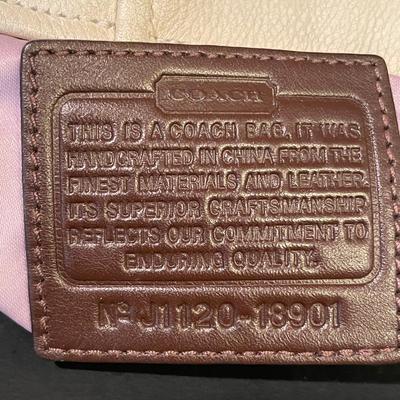 COACH
THIS IS A COACH BAG. IT WAS
HANDCRAFTED IN CHINA FROM THE
FINEST MATERIALS AND LEATHER.
ITS SUPERIOR CRAFTSMANSHIP
REFLECTS OUR COMMITMENT TO
ENDURING QUALITY.
Nº J1120-18901